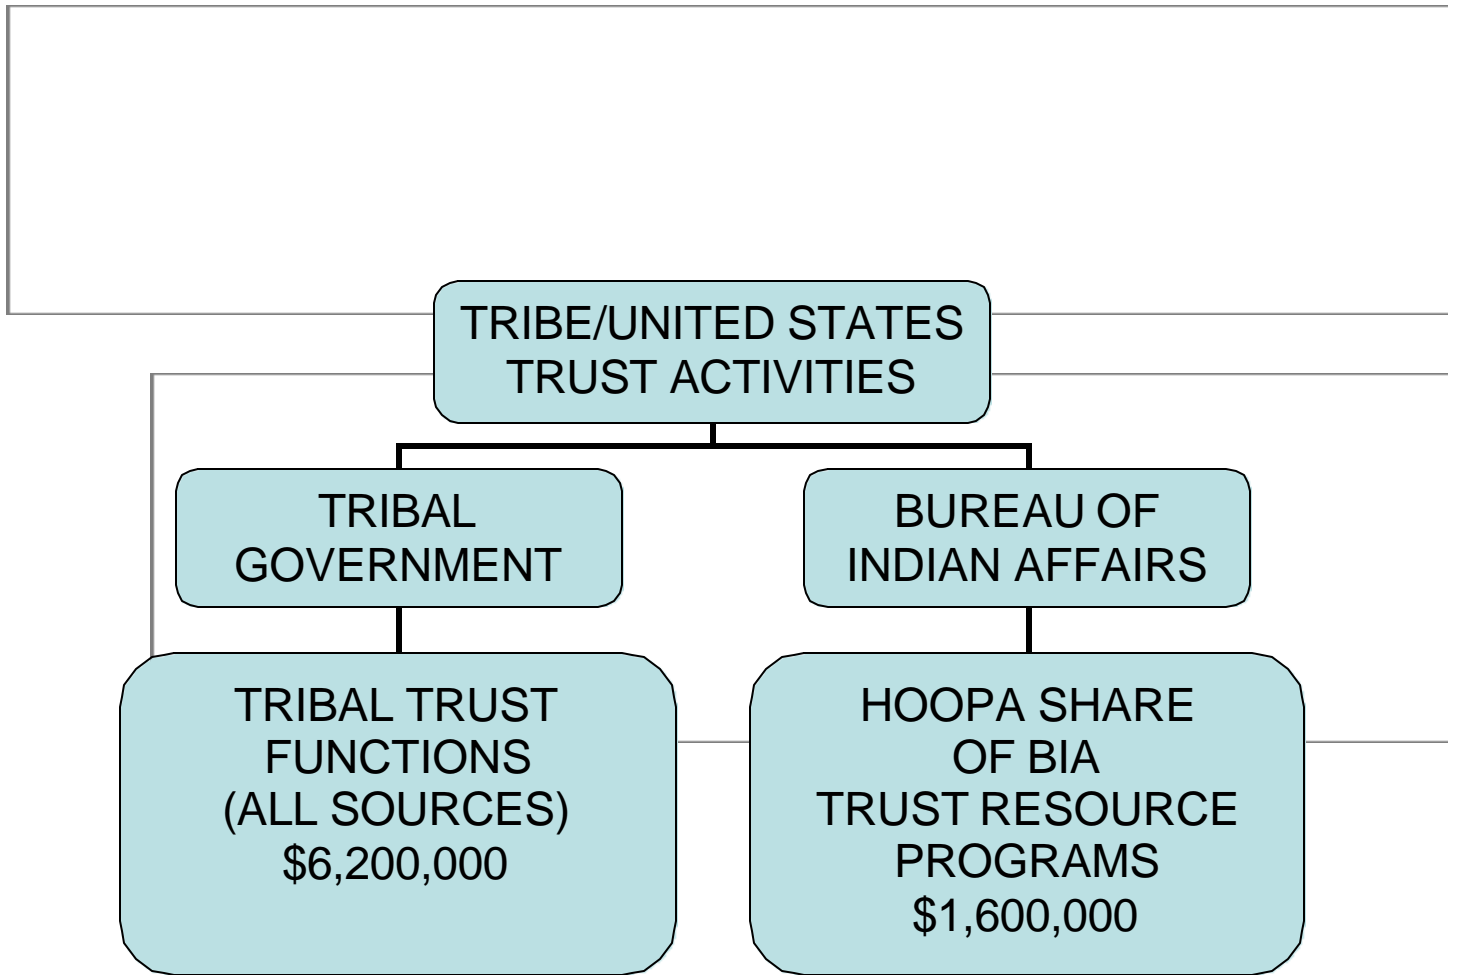 TRIBE/UNITED STATES
TRUST ACTIVITIES
TRIBAL
GOVERNMENT
BUREAU OF
INDIAN AFFAIRS
TRIBAL TRUST
FUNCTIONS
(ALL SOURCES)
$6,200,000
HOOPA SHARE
OF BIA
TRUST RESOURCE
PROGRAMS
$1,600,000